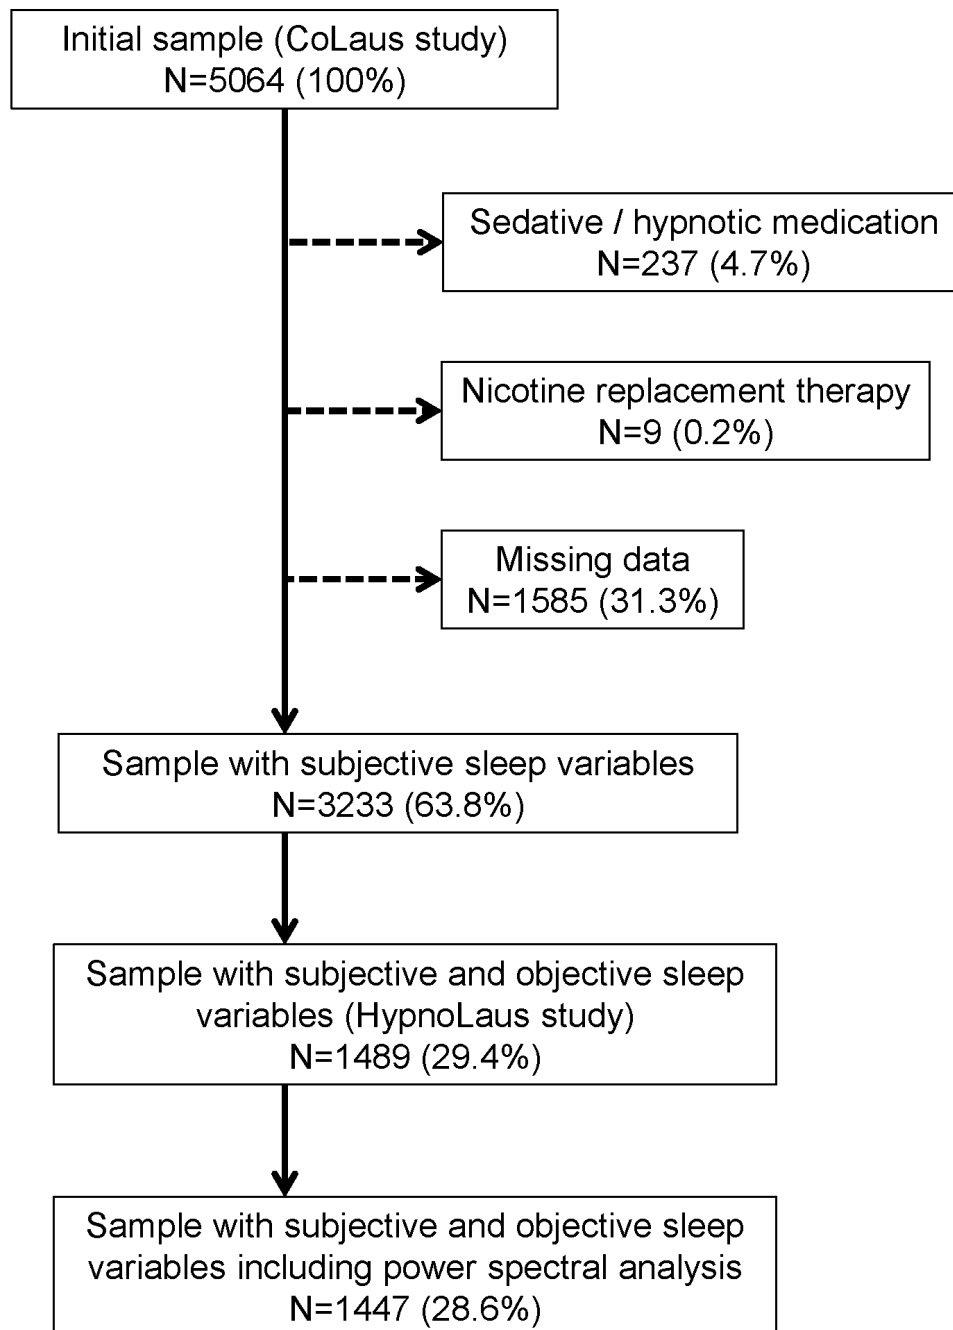 Initial sample (CoLaus study)
N=5064 (100%)
Sedative / hypnotic medication
N=237 (4.7%)
Nicotine replacement therapy
N=9 (0.2%)
Missing data
N=1585 (31.3%)
Sample with subjective sleep variables
N=3233 (63.8%)
Sample with subjective and objective sleep
variables (HypnoLaus study)
N=1489 (29.4%)
Sample with subjective and objective sleep
variables including power spectral analysis
N=1447 (28.6%)